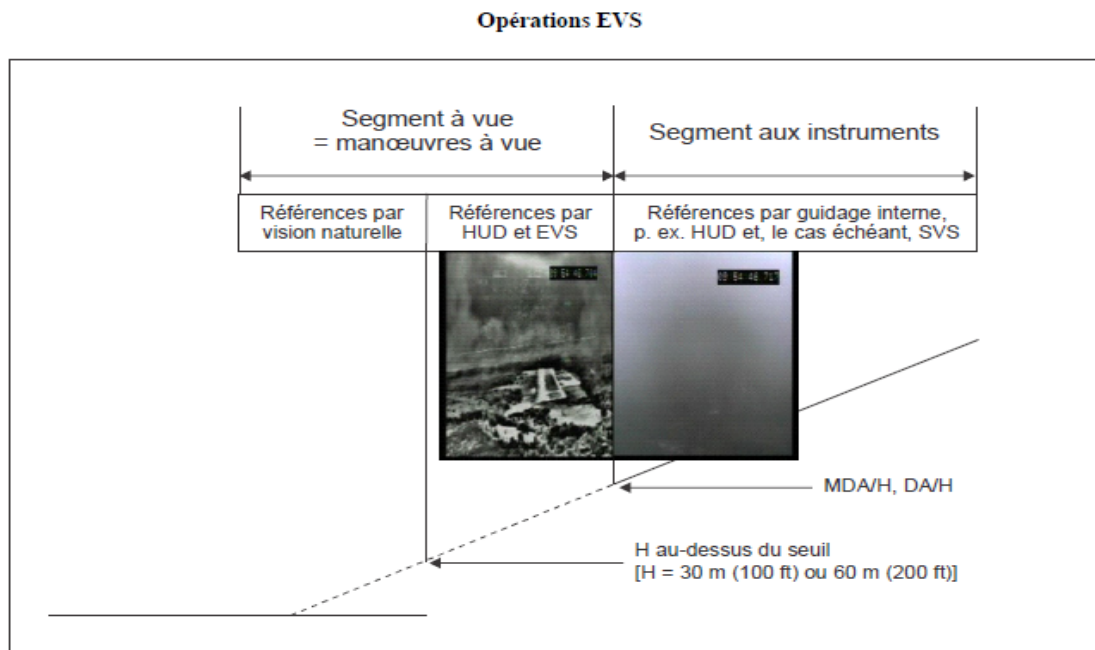 Opérations EVS
Segment à vue
= manœuvres à vue
Segment aux instruments
Références par
vision naturelle
Références par
HUD et EVS
Références par guidage interne,
p. ex. HUD et, le cas échéant, SVS
MDA/H, DA/H
H au-dessus du seuil
[H = 30 m (100 ft) ou 60 m (200 ft)]